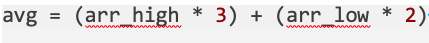 avg = (arr_high * 3) + (arr_low * 2)